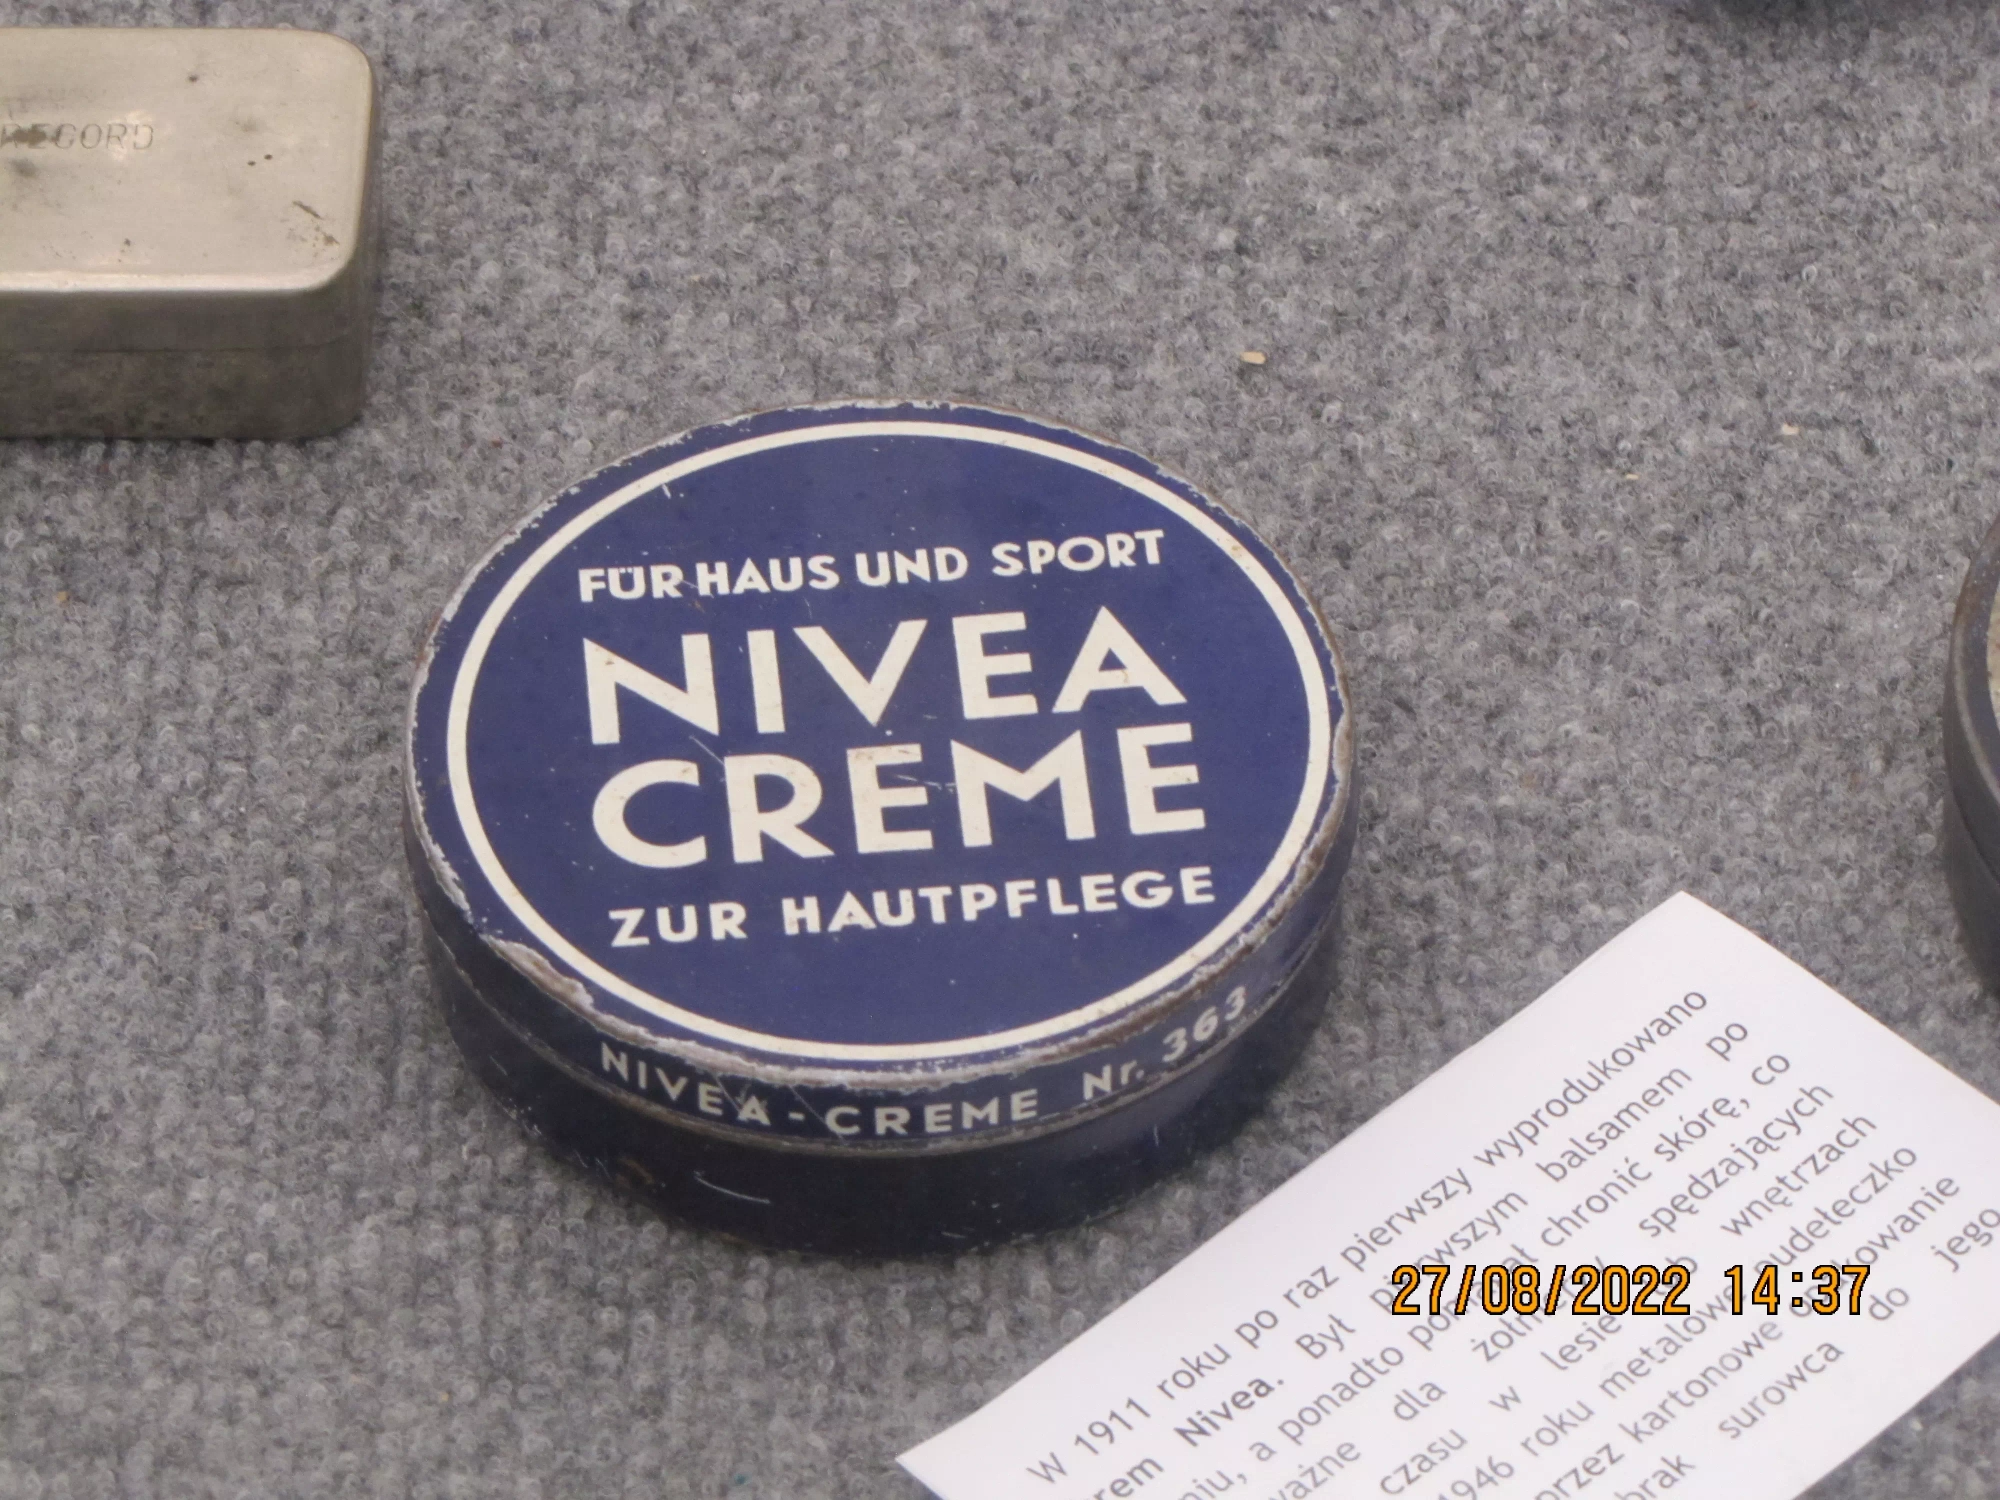 RECORD
FÜR HAUS UND SPORT
NIVEA
CREME
ZUR HAUTPFLEGE
NIVEA-CREME Nr. 363
W 1911 roku po raz pierwszy wyprodukowano
Nivea. Był pierwszym balsamem po
a ponadto chronić skórę, co
dla spędzających
czasu w lesie wnętrzach
1946 roku metalowe pudełeczko
przez kartonowe
brak surowca do jego
27/08/2022 14:37